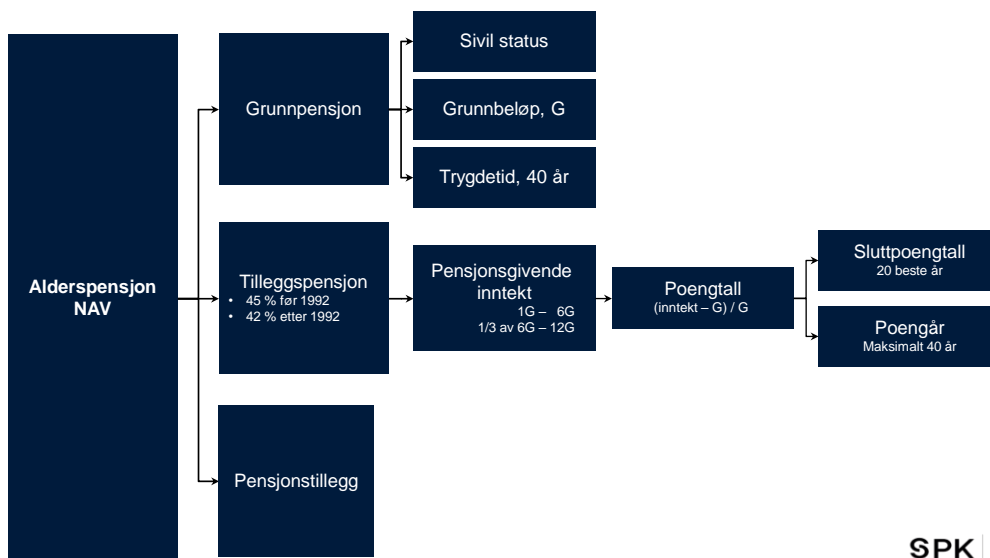 Alderspensjon
NAV
Grunnpensjon
Sivil status
Grunnbeløp, G
Trygdetid, 40 år
Tilleggspensjon
• 45 % før 1992
• 42 % etter 1992
Pensjonsgivende
inntekt
1G – 6G
1/3 av 6G – 12G
Poengtall
(inntekt – G) / G
Sluttpoengtall
20 beste år
Poengår
Maksimalt 40 år
Pensjonstillegg
SPK